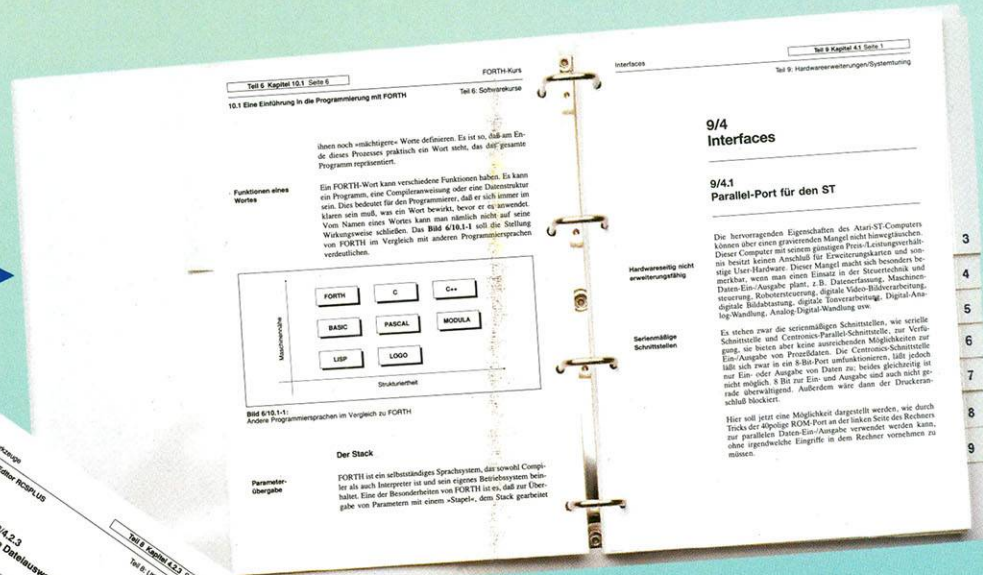 Teil 6 Kapitel 10.1 Seite 6
FORTH-Kurs
10.1 Eine Einführung in die Programmierung mit FORTH
Teil 6: Softwarekurse
ihnen noch »mächtigere« Worte definieren. Es ist so, daß am En-
de dieses Prozesses praktisch ein Wort steht, das das gesamte
Programm repräsentiert.
Funktionen eines
Wortes
Ein FORTH-Wort kann verschiedene Funktionen haben. Es kann
ein Programm, eine Compileranweisung oder eine Datenstruktur
sein. Dies bedeutet für den Programmierer, daß er sich immer im
klaren sein muß, was ein Wort bewirkt, bevor er es anwendet.
Vom Namen eines Wortes kann man nämlich nicht auf seine
Wirkungsweise schließen. Das Bild 6/10.1-1 soll die Stellung
von FORTH im Vergleich mit anderen Programmiersprachen
verdeutlichen.
Maschinennähe
FORTH
C
C++
BASIC
PASCAL
MODULA
LISP
LOGO
Strukturiertheit
Bild 6/10.1-1:
Andere Programmiersprachen im Vergleich zu FORTH
Der Stack
Parameter-
übergabe
FORTH ist ein selbstständiges Sprachsystem, das sowohl Compi-
ler als auch Interpreter ist und sein eigenes Betriebssystem bein-
haltet. Eine der Besonderheiten von FORTH ist es, daß zur Über-
gabe von Parametern mit einem »Stapel«, dem Stack gearbeitet
Interfaces
Teil 9 Kapitel 4.1 Seite 1
Teil 9: Hardwareerweiterungen/Systemtuning
9/4
Interfaces
9/4.1
Parallel-Port für den ST
Hardwareseitig nicht
erweiterungsfähig
Die hervorragenden Eigenschaften des Atari-ST-Computers
können über einen gravierenden Mangel nicht hinwegtäuschen.
Dieser Computer mit seinem günstigen Preis-/Leistungsverhält-
nis besitzt keinen Anschluß für Erweiterungskarten und son-
stige User-Hardware. Dieser Mangel macht sich besonders be-
merkbar, wenn man einen Einsatz in der Steuertechnik und
Daten-Ein-/Ausgabe plant, z.B. Datenerfassung, Maschinen-
steuerung, Robotersteuerung, digitale Video-Bildverarbeitung,
digitale Bildabtastung, digitale Tonverarbeitung, Digital-Ana-
log-Wandlung, Analog-Digital-Wandlung usw.
Serienmäßige
Schnittstellen
Es stehen zwar die serienmäßigen Schnittstellen, wie serielle
Schnittstelle und Centronics-Parallel-Schnittstelle, zur Verfü-
gung, sie bieten aber keine ausreichenden Möglichkeiten zur
Ein-/Ausgabe von Prozeßdaten. Die Centronics-Schnittstelle
läßt sich zwar in ein 8-Bit-Port umfunktionieren, läßt jedoch
nur Ein- oder Ausgabe von Daten zu; beides gleichzeitig ist
nicht möglich. 8 Bit zur Ein- und Ausgabe sind auch nicht ge-
rade überwältigend. Außerdem wäre dann der Druckeran-
schluß blockiert.
Hier soll jetzt eine Möglichkeit dargestellt werden, wie durch
Tricks der 40polige ROM-Port an der linken Seite des Rechners
zur parallelen Daten-Ein-/Ausgabe verwendet werden kann,
ohne irgendwelche Eingriffe in dem Rechner vornehmen zu
müssen.
3
4
5
6
7
8
9
Editor RCSPLUS
Teil 8 Kapitel 4.2.3
Teil 8: